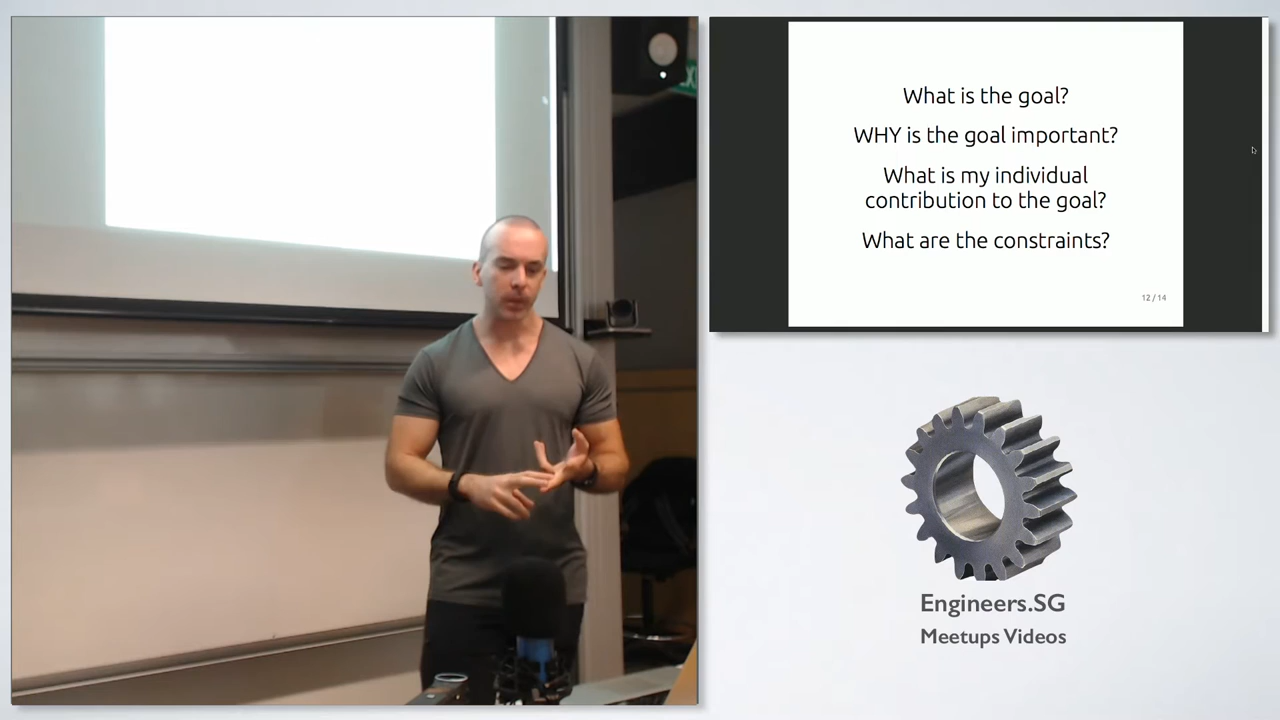 What is the goal?
WHY is the goal important?
What is my individual
contribution to the goal?
What are the constraints?
12 / 14
Engineers.SG
Meetups Videos